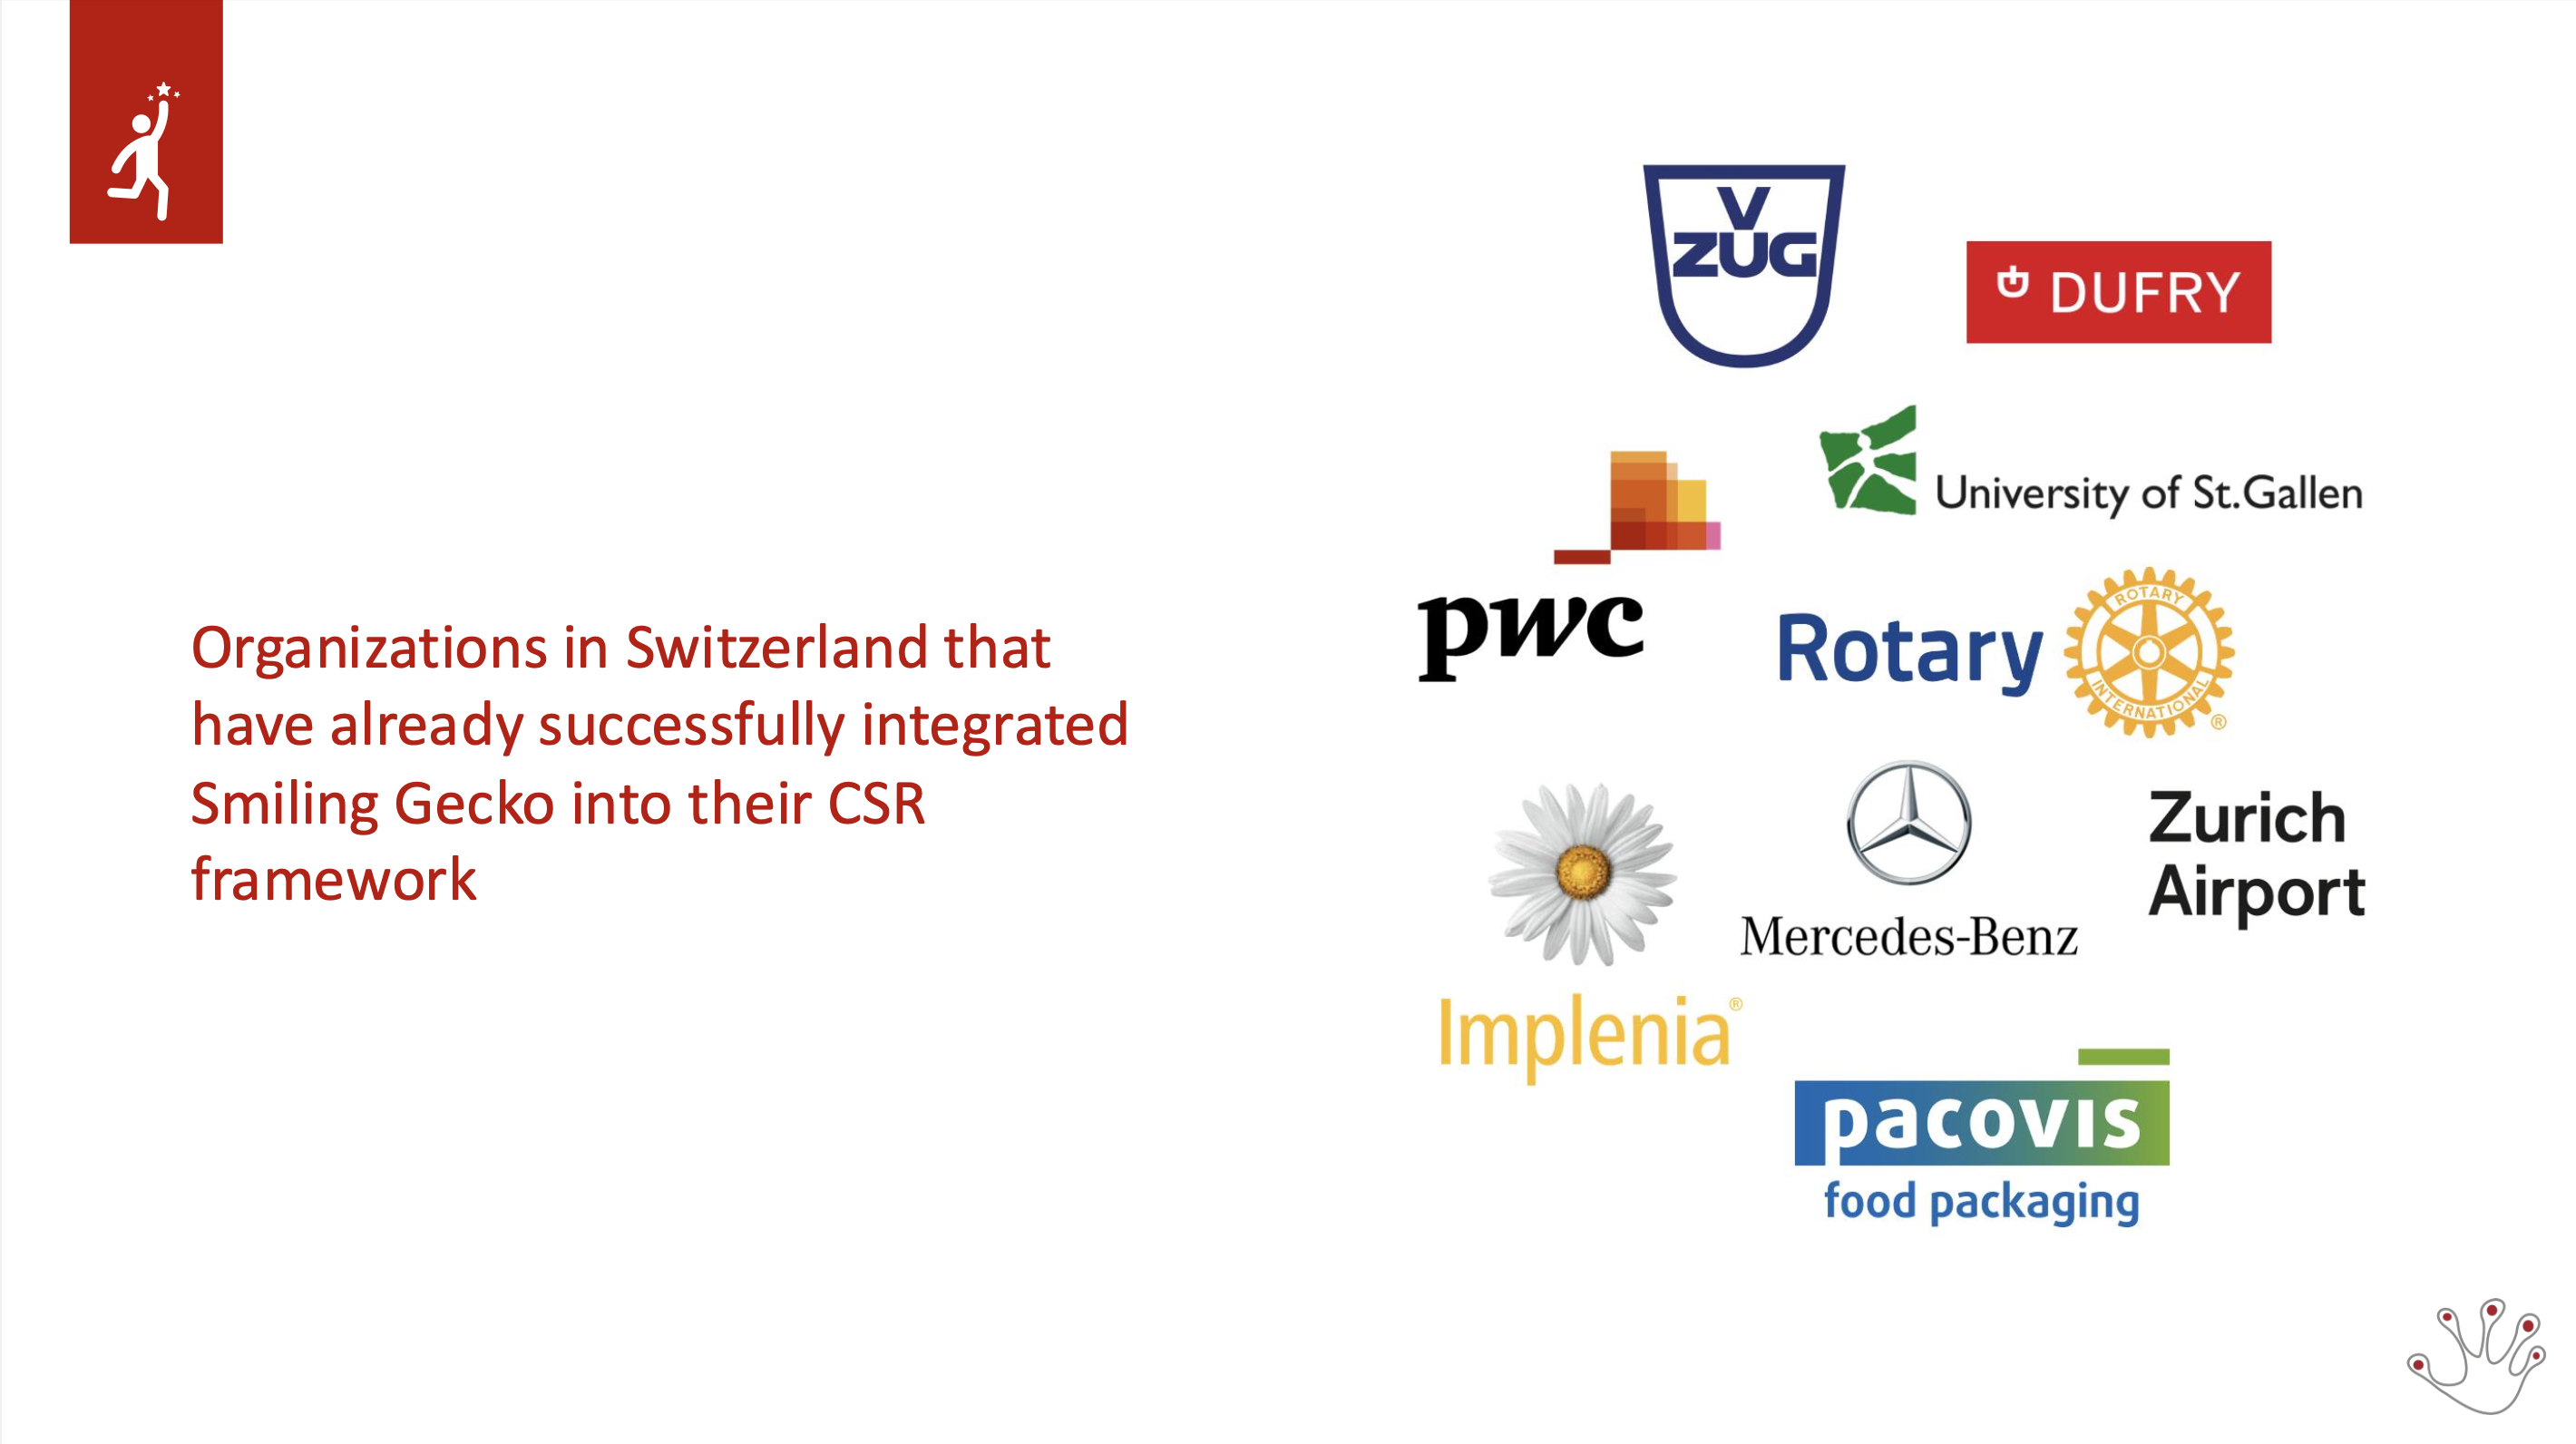 V
ZUG
DUFRY
University of St.Gallen
pwc
Rotary
ROTARY
INTERNATIONAL
®
Organizations in Switzerland that
have already successfully integrated
Smiling Gecko into their CSR
framework
Mercedes-Benz
Zurich
Airport
Implenia®
pacovis
food packaging